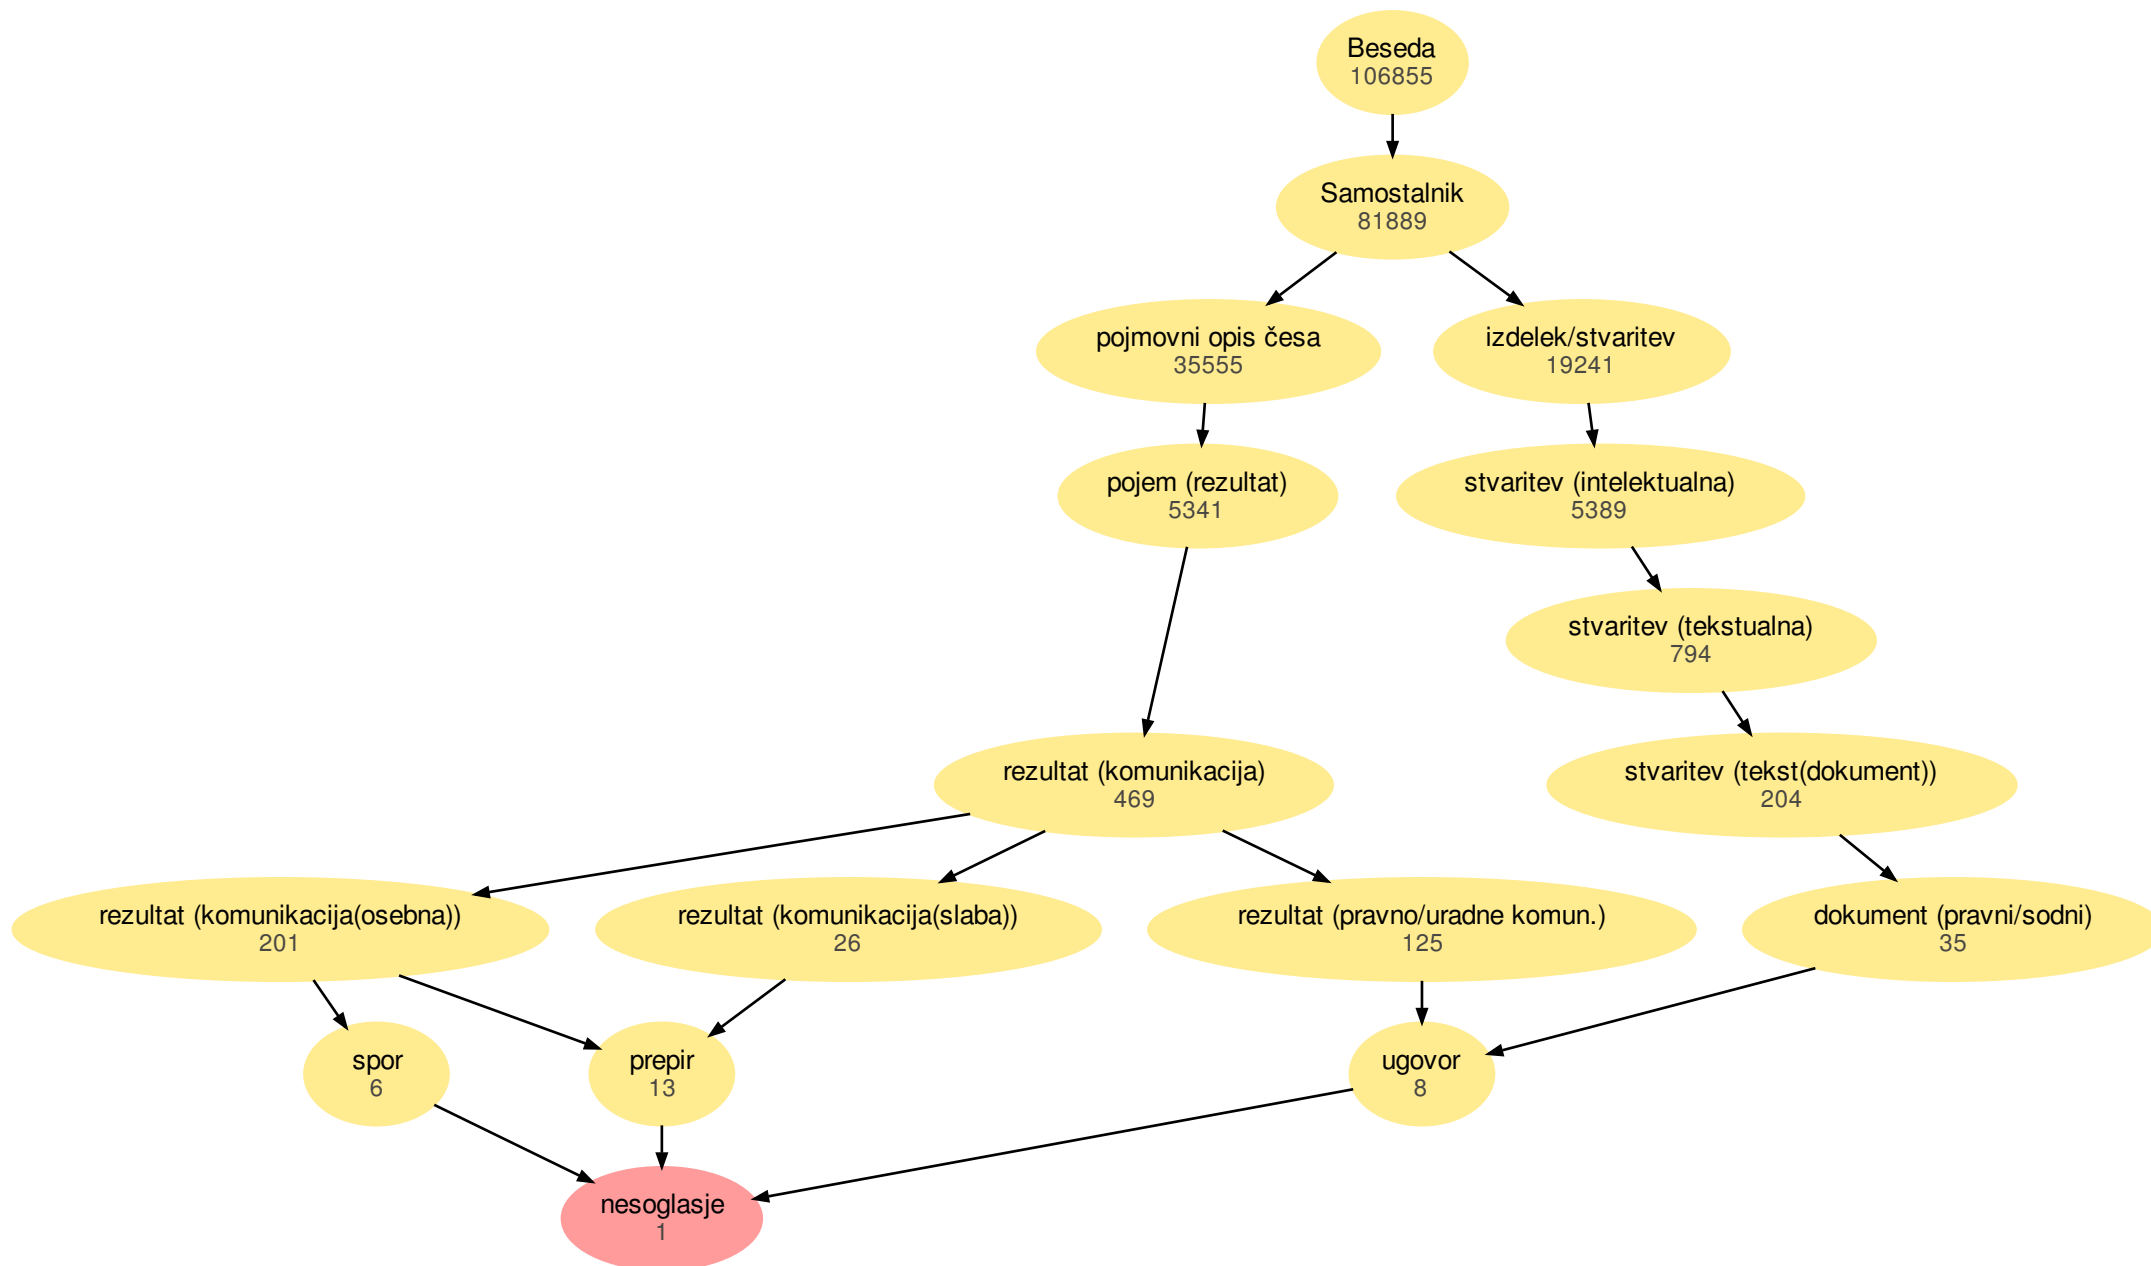 Beseda
106855
Samostalnik
81889
pojmovni opis česa
35555
izdelek/stvaritev
19241
pojem (rezultat)
5341
stvaritev (intelektualna)
5389
stvaritev (tekstualna)
794
rezultat (komunikacija)
469
stvaritev (tekst(dokument))
204
rezultat (komunikacija(osebna))
201
rezultat (komunikacija(slaba))
26
rezultat (pravno/uradne komun.)
125
dokument (pravni/sodni)
35
spor
6
prepir
13
ugovor
8
nesoglasje
1